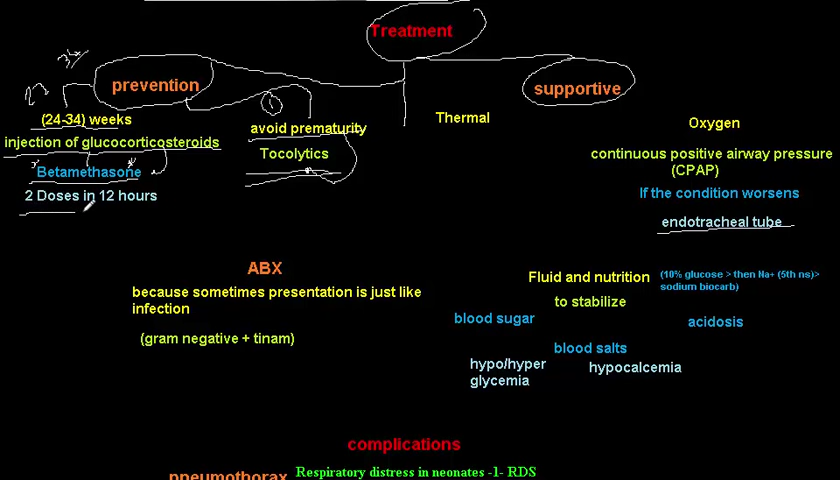 Treatment
prevention
supportive
(24-34) weeks
injection of glucocorticosteroids
Betamethasone
2 Doses in 12 hours
①
avoid prematurity
Tocolytics
Thermal
Oxygen
continuous positive airway pressure
(CPAP)
If the condition worsens
endotracheal tube
ABX
because sometimes presentation is just like
infection
(gram negative + tinam)
Fluid and nutrition
(10% glucose > then Na+ (5th ns)>
sodium biocarb)
to stabilize
blood sugar
acidosis
blood salts
hypo/hyper
glycemia
hypocalcemia
complications
pneumothorax
Respiratory distress in neonates -1- RDS